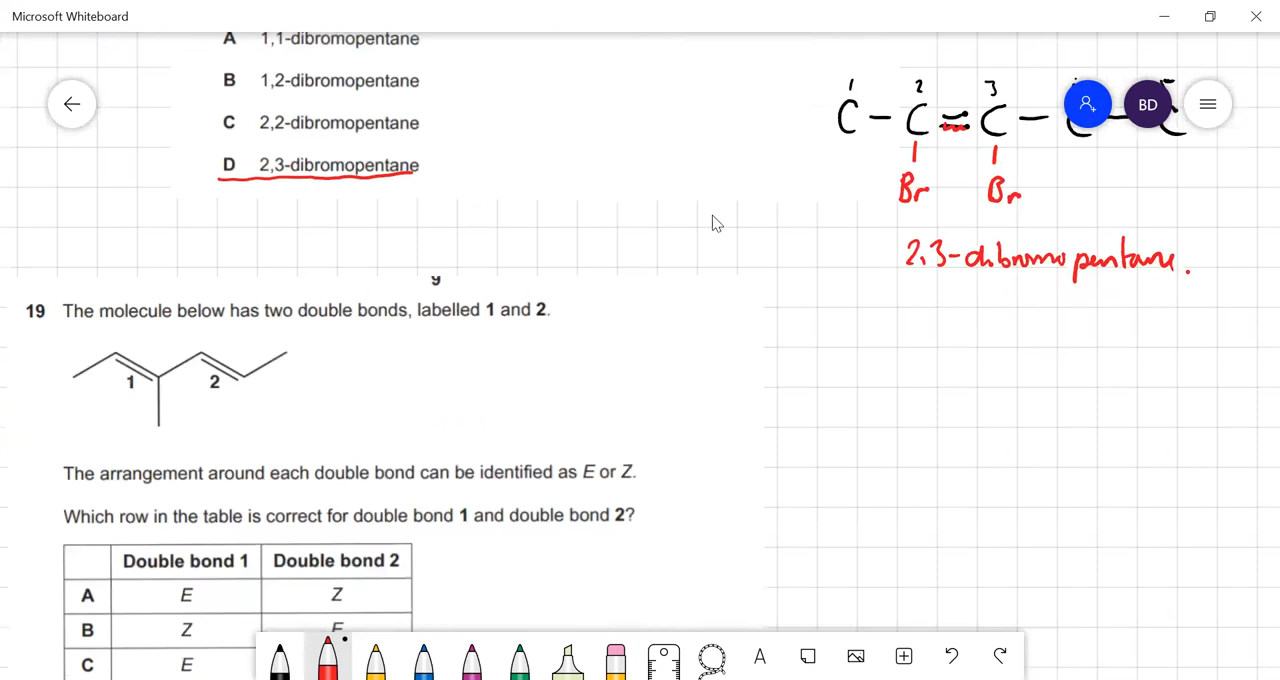 Microsoft Whiteboard
A 1,1-dibromopentane
B 1,2-dibromopentane
C 2,2-dibromopentane
D 2,3-dibromopentane
1 2 3
C - C = C - C - C
BD
Br Br
2,3-dibromopentane.
9
19 The molecule below has two double bonds, labelled 1 and 2.
1 2
The arrangement around each double bond can be identified as E or Z.
Which row in the table is correct for double bond 1 and double bond 2?
Double bond 1 Double bond 2
A E Z
B Z E
C E
A